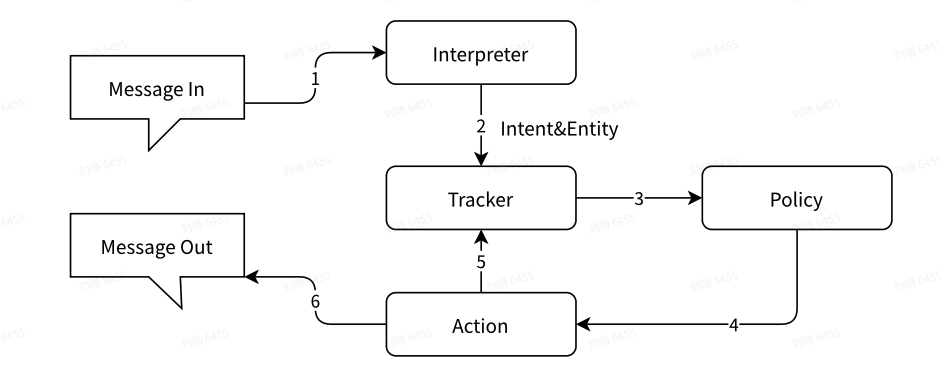 Interpreter
Message In
1
2
Intent&Entity
Tracker
3
Policy
Message Out
5
6
Action
4